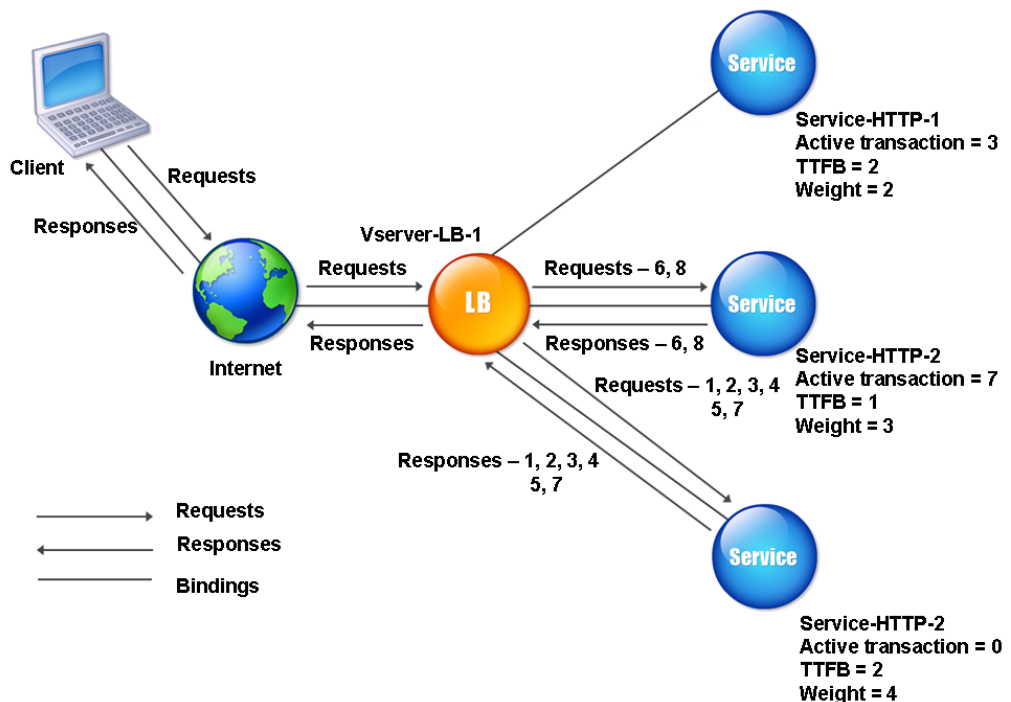 Service
Service-HTTP-1
Active transaction = 3
TTFB = 2
Weight = 2
Client
Requests
Responses
Vserver-LB-1
Requests
LB
Requests – 6, 8
Service
Responses
Responses – 6, 8
Internet
Service-HTTP-2
Active transaction = 7
TTFB = 1
Weight = 3
Requests – 1, 2, 3, 4
5, 7
Responses – 1, 2, 3, 4
5, 7
Requests
Responses
Bindings
Service
Service-HTTP-2
Active transaction = 0
TTFB = 2
Weight = 4